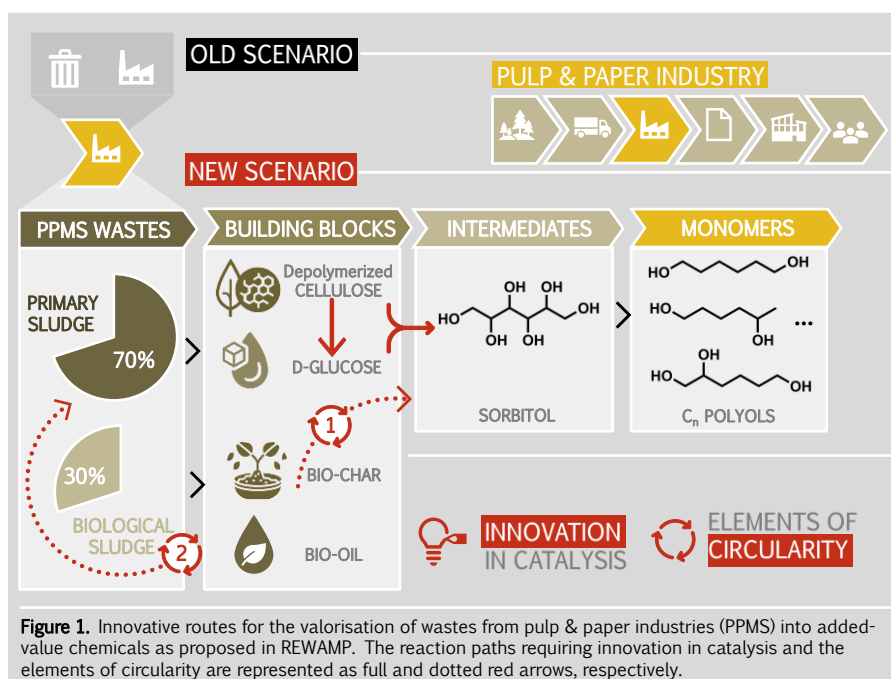 OLD SCENARIO
PULP & PAPER INDUSTRY
NEW SCENARIO
PPMS WASTES
BUILDING BLOCKS
INTERMEDIATES
MONOMERS
PRIMARY
SLUDGE
70%
30%
BIOLOGICAL
SLUDGE
2
Depolymerized
CELLULOSE
D-GLUCOSE
1
BIO-CHAR
BIO-OIL
OH
OH
HO
OH
OH
OH
SORBITOL
HO
OH
HO
OH
...
OH
HO
OH
Cn POLYOLS
INNOVATION
IN CATALYSIS
ELEMENTS OF
CIRCULARITY
Figure 1. Innovative routes for the valorisation of wastes from pulp & paper industries (PPMS) into added-
value chemicals as proposed in REWAMP. The reaction paths requiring innovation in catalysis and the
elements of circularity are represented as full and dotted red arrows, respectively.